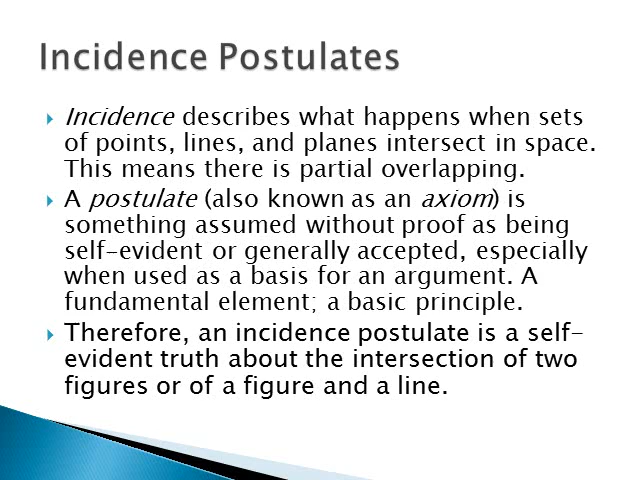 Incidence Postulates
Incidence describes what happens when sets
of points, lines, and planes intersect in space.
This means there is partial overlapping.
A postulate (also known as an axiom) is
something assumed without proof as being
self-evident or generally accepted, especially
when used as a basis for an argument. A
fundamental element; a basic principle.
Therefore, an incidence postulate is a self-
evident truth about the intersection of two
figures or of a figure and a line.